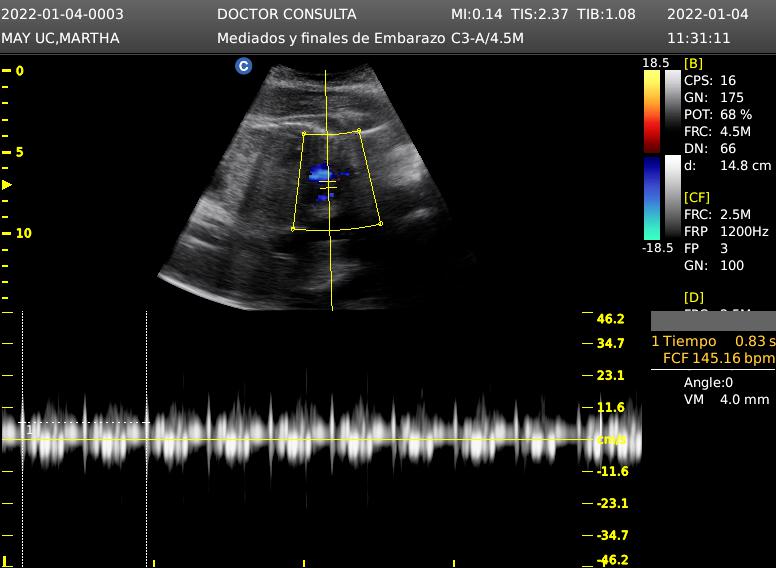 2022-01-04-0003 DOCTOR CONSULTA MI:0.14 TIS:2.37 TIB:1.08 2022-01-04
MAY UC,MARTHA Mediados y finales de Embarazo C3-A/4.5M 11:31:11
C
0
5
10
18.5
-18.5
[B]
CPS: 16
GN: 175
POT: 68 %
FRC: 4.5M
DN: 66
d: 14.8 cm
[CF]
FRC: 2.5M
FRP 1200Hz
FP 3
GN: 100
[D]
1 Tiempo 0.83 s
FCF 145.16 bpm
Angle:0
VM 4.0 mm
46.2
34.7
23.1
11.6
cm/s
-11.6
-23.1
-34.7
-46.2
1